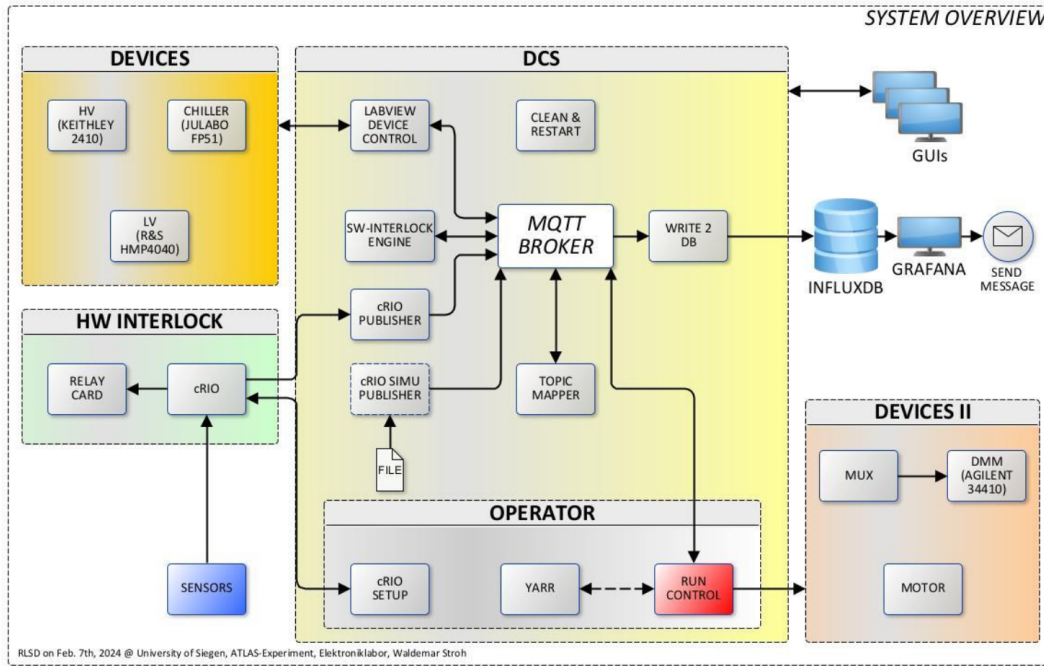 SYSTEM OVERVIEW
DEVICES
HV
(KEITHLEY
2410)
CHILLER
(JULABO
FP51)
LV
(R&S
HMP4040)
HW INTERLOCK
RELAY
CARD
cRIO
SENSORS
DCS
LABVIEW
DEVICE
CONTROL
CLEAN &
RESTART
SW-INTERLOCK
ENGINE
MQTT
BROKER
WRITE 2
DB
cRIO
PUBLISHER
cRIO SIMU
PUBLISHER
TOPIC
MAPPER
FILE
OPERATOR
cRIO
SETUP
YARR
RUN
CONTROL
GUIs
INFLUXDB
GRAFANA
SEND
MESSAGE
DEVICES II
MUX
DMM
(AGILENT
34410)
MOTOR
RLSD on Feb. 7th, 2024 @ University of Siegen, ATLAS-Experiment, Elektroniklabor, Waldemar Stroh